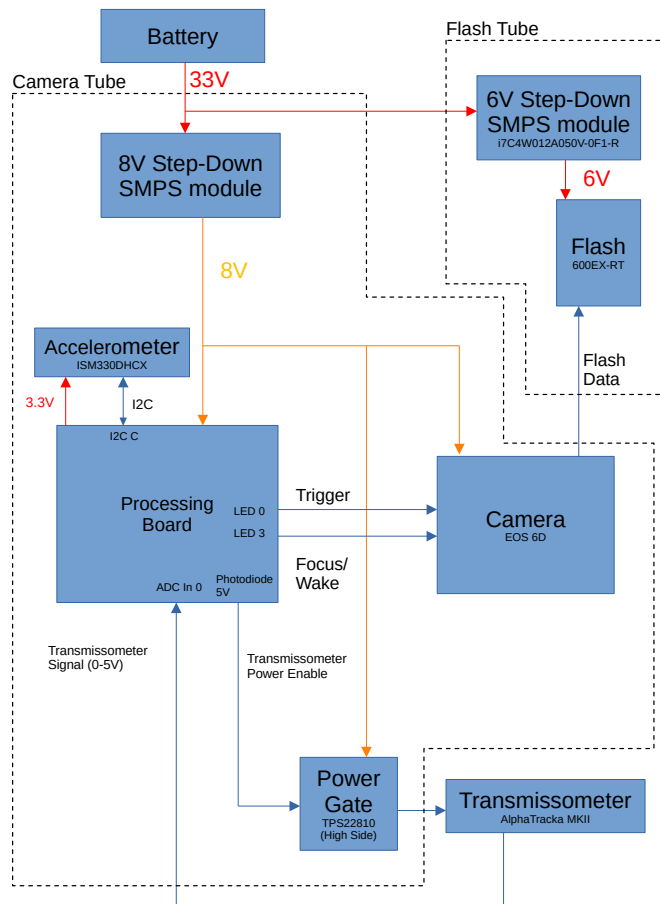 Battery
Flash Tube
Camera Tube
33V
6V Step-Down
SMPS module
i7C4W012A050V-0F1-R
8V Step-Down
SMPS module
6V
Flash
600EX-RT
8V
Accelerometer
ISM330DHCX
Flash
Data
3.3V
I2C
I2C C
Processing
Board
LED 0
LED 3
Trigger
Camera
EOS 6D
Focus/
Wake
ADC In 0
Photodiode
5V
Transmissometer
Signal (0-5V)
Transmissometer
Power Enable
Power
Gate
TPS22810
(High Side)
Transmissometer
AlphaTracka MKII